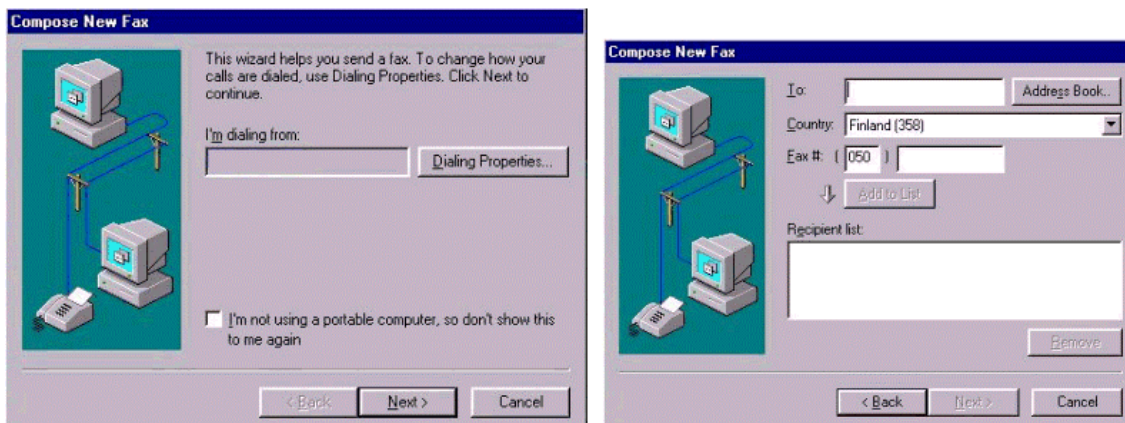 Compose New Fax
This wizard helps you send a fax. To change how your
calls are dialed, use Dialing Properties. Click Next to
continue.
I'm dialing from:
Dialing Properties...
I'm not using a portable computer, so don't show this
to me again
< Back
Next >
Cancel
Compose New Fax
To:
Address Book..
Country:
Finland (358)
Fax #: ( 050 )
Add to List
Recipient list:
Remove
< Back
Next >
Cancel